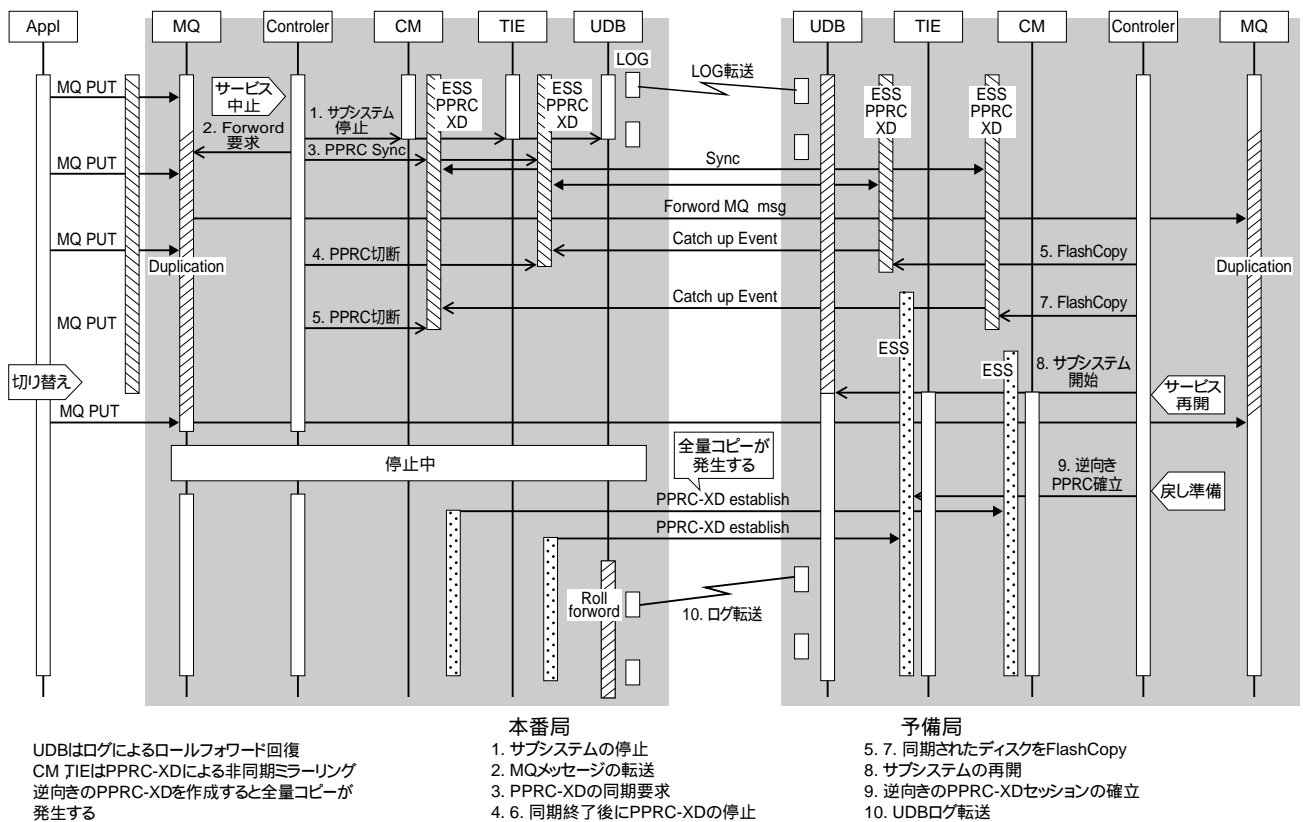 Appl
MQ
Controler
CM
TIE
UDB
UDB
TIE
CM
Controler
MQ
LOG
LOG転送
MQ PUT
サービス
中止
ESS
PPRC
XD
ESS
PPRC
XD
ESS
PPRC
XD
ESS
PPRC
XD
1. サブシステム
停止
2. Forword
要求
3. PPRC Sync
MQ PUT
Sync
Forword MQ msg
MQ PUT
Catch up Event
4. PPRC切断
5. FlashCopy
Duplication
Duplication
Catch up Event
7. FlashCopy
MQ PUT
5. PPRC切断
ESS
ESS
8. サブシステム
開始
切り替え
サービス
再開
MQ PUT
停止中
全量コピーが
発生する
9. 逆向き
PPRC確立
戻し準備
PPRC-XD establish
PPRC-XD establish
Roll
forword
10. ログ転送
UDBはログによるロールフォワード回復
CM ,TIEはPPRC-XDによる非同期ミラーリング
逆向きのPPRC-XDを作成すると全量コピーが
発生する
本番局
1. サブシステムの停止
2. MQメッセージの転送
3. PPRC-XDの同期要求
4. 6. 同期終了後にPPRC-XDの停止
予備局
5. 7. 同期されたディスクをFlashCopy
8. サブシステムの再開
9. 逆向きのPPRC-XDセッションの確立
10. UDBログ転送